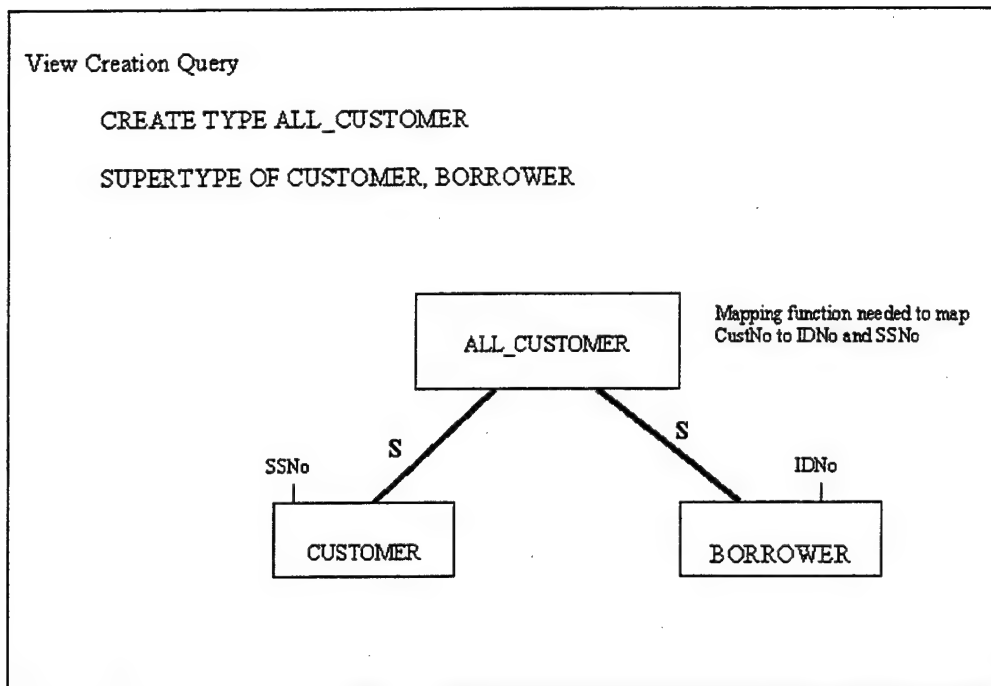 View Creation Query
CREATE TYPE ALL_CUSTOMER
SUPERTYPE OF CUSTOMER, BORROWER
ALL_CUSTOMER
Mapping function needed to map
CustNo to IDNo and SSNo
S
S
SSNo
IDNo
CUSTOMER
BORROWER